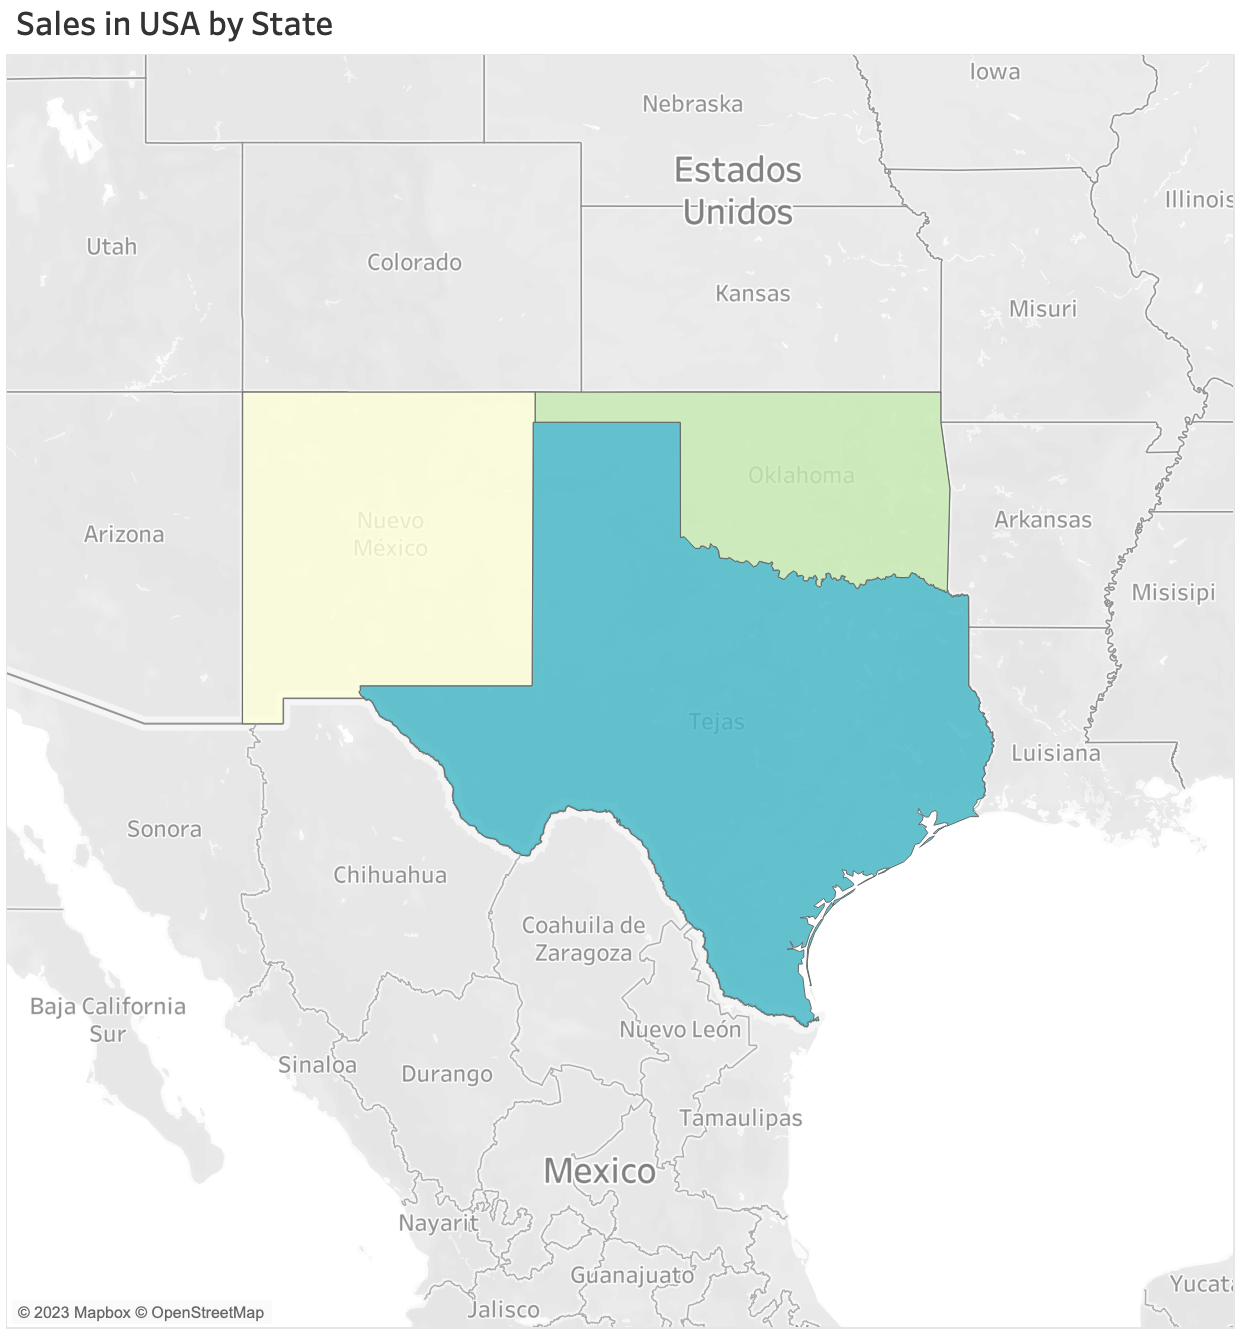 Sales in USA by State
Iowa
Nebraska
Estados
Unidos
Illinois
Utah
Colorado
Kansas
Misuri
Oklahoma
Nuevo
México
Arizona
Arkansas
Misisipi
Tejas
Luisiana
Sonora
Chihuahua
Coahuila de
Zaragoza
Baja California
Sur
Nuevo León
Sinaloa
Durango
Tamaulipas
Mexico
Nayarit
Guanajuato
Yucata
Jalisco
© 2023 Mapbox © OpenStreetMap